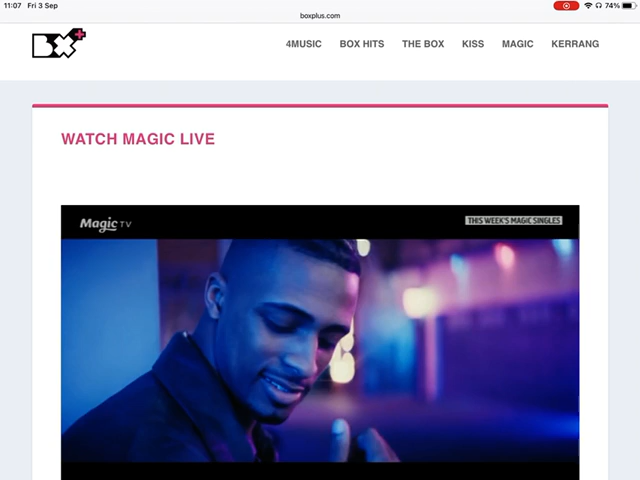 11:07 Fri 3 Sep 74%
boxplus.com
BX+
4MUSIC BOX HITS THE BOX KISS MAGIC KERRANG
WATCH MAGIC LIVE
Magic TV
THIS WEEK'S MAGIC SINGLES